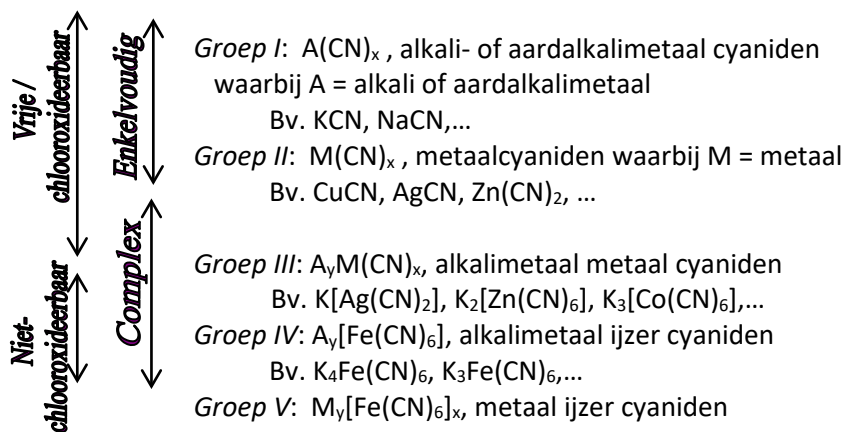 Vrije /
chlooroxideerbaar
Niet-
chlooroxideerbaar
Enkelvoudig
Complex
Groep I: A(CN)ₓ , alkali- of aardalkalimetaal cyaniden
waarbij A = alkali of aardalkalimetaal
Bv. KCN, NaCN,…
Groep II: M(CN)ₓ , metaalcyaniden waarbij M = metaal
Bv. CuCN, AgCN, Zn(CN)₂, …
Groep III: AyM(CN)ₓ, alkalimetaal metaal cyaniden
Bv. K[Ag(CN)₂], K₂[Zn(CN)₆], K₃[Co(CN)₆],…
Groep IV: Ay[Fe(CN)₆], alkalimetaal ijzer cyaniden
Bv. K₄Fe(CN)₆, K₃Fe(CN)₆,…
Groep V: My[Fe(CN)₆]ₓ, metaal ijzer cyaniden